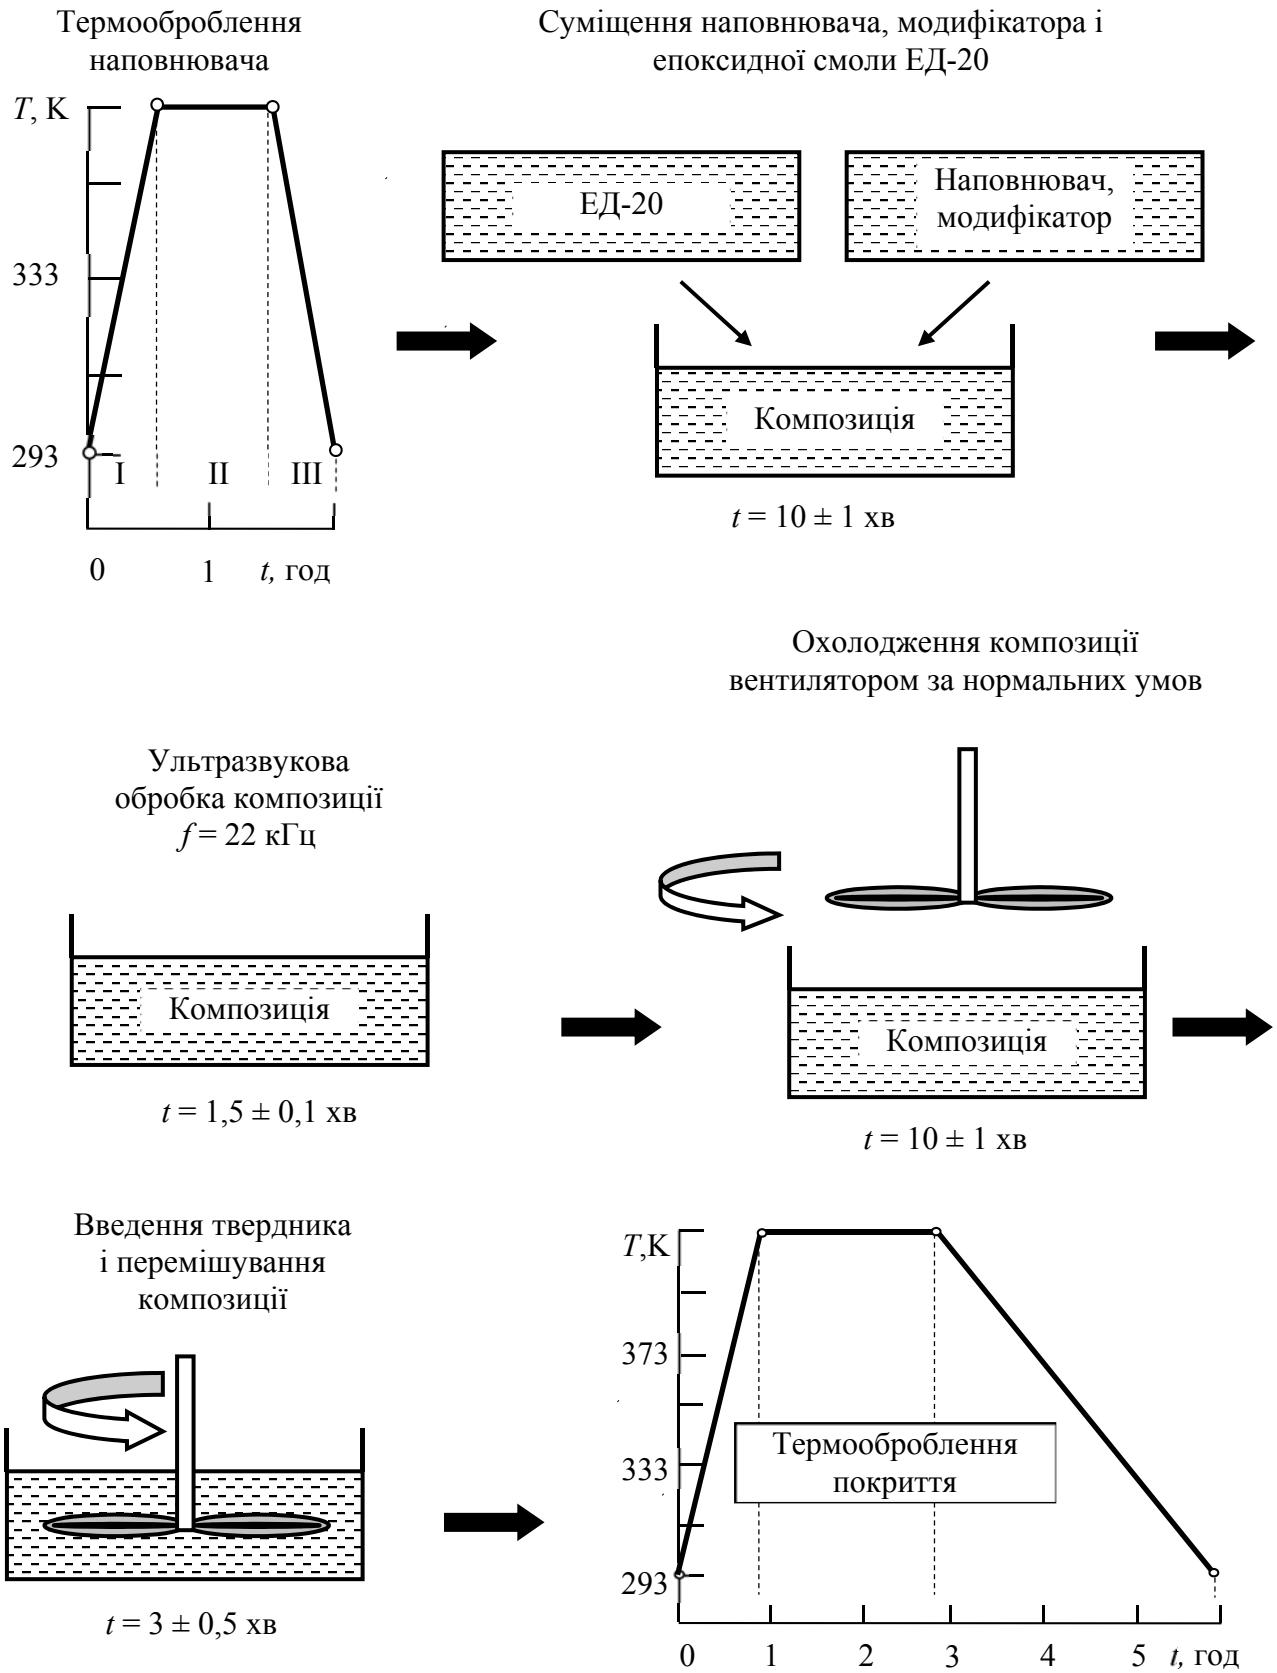 Термооброблення
наповнювача
T, K
333
293
I
II
III
0
1
t, год
Суміщення наповнювача, модифікатора і
епоксидної смоли ЕД-20
ЕД-20
Наповнювач,
модифікатор
Композиція
t = 10 ± 1 хв
Ультразвукова
обробка композиції
f = 22 кГц
Композиція
t = 1,5 ± 0,1 хв
Охолодження композиції
вентилятором за нормальних умов
Композиція
t = 10 ± 1 хв
Введення твердника
і перемішування
композиції
t = 3 ± 0,5 хв
T,K
373
333
293
Термооброблення
покриття
0
1
2
3
4
5
t, год